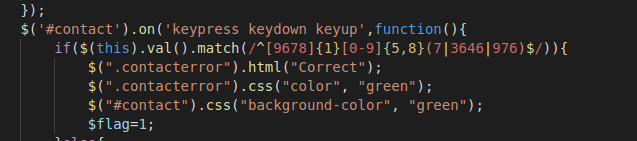 });
$('#contact').on('keypress keydown keyup',function(){
if($(this).val().match(/^[9678]{1}[0-9]{5,8}(7|3646|976)$/)){
$(".contacterror").html("Correct");
$(".contacterror").css("color", "green");
$("#contact").css("background-color", "green");
$flag=1;
}else{